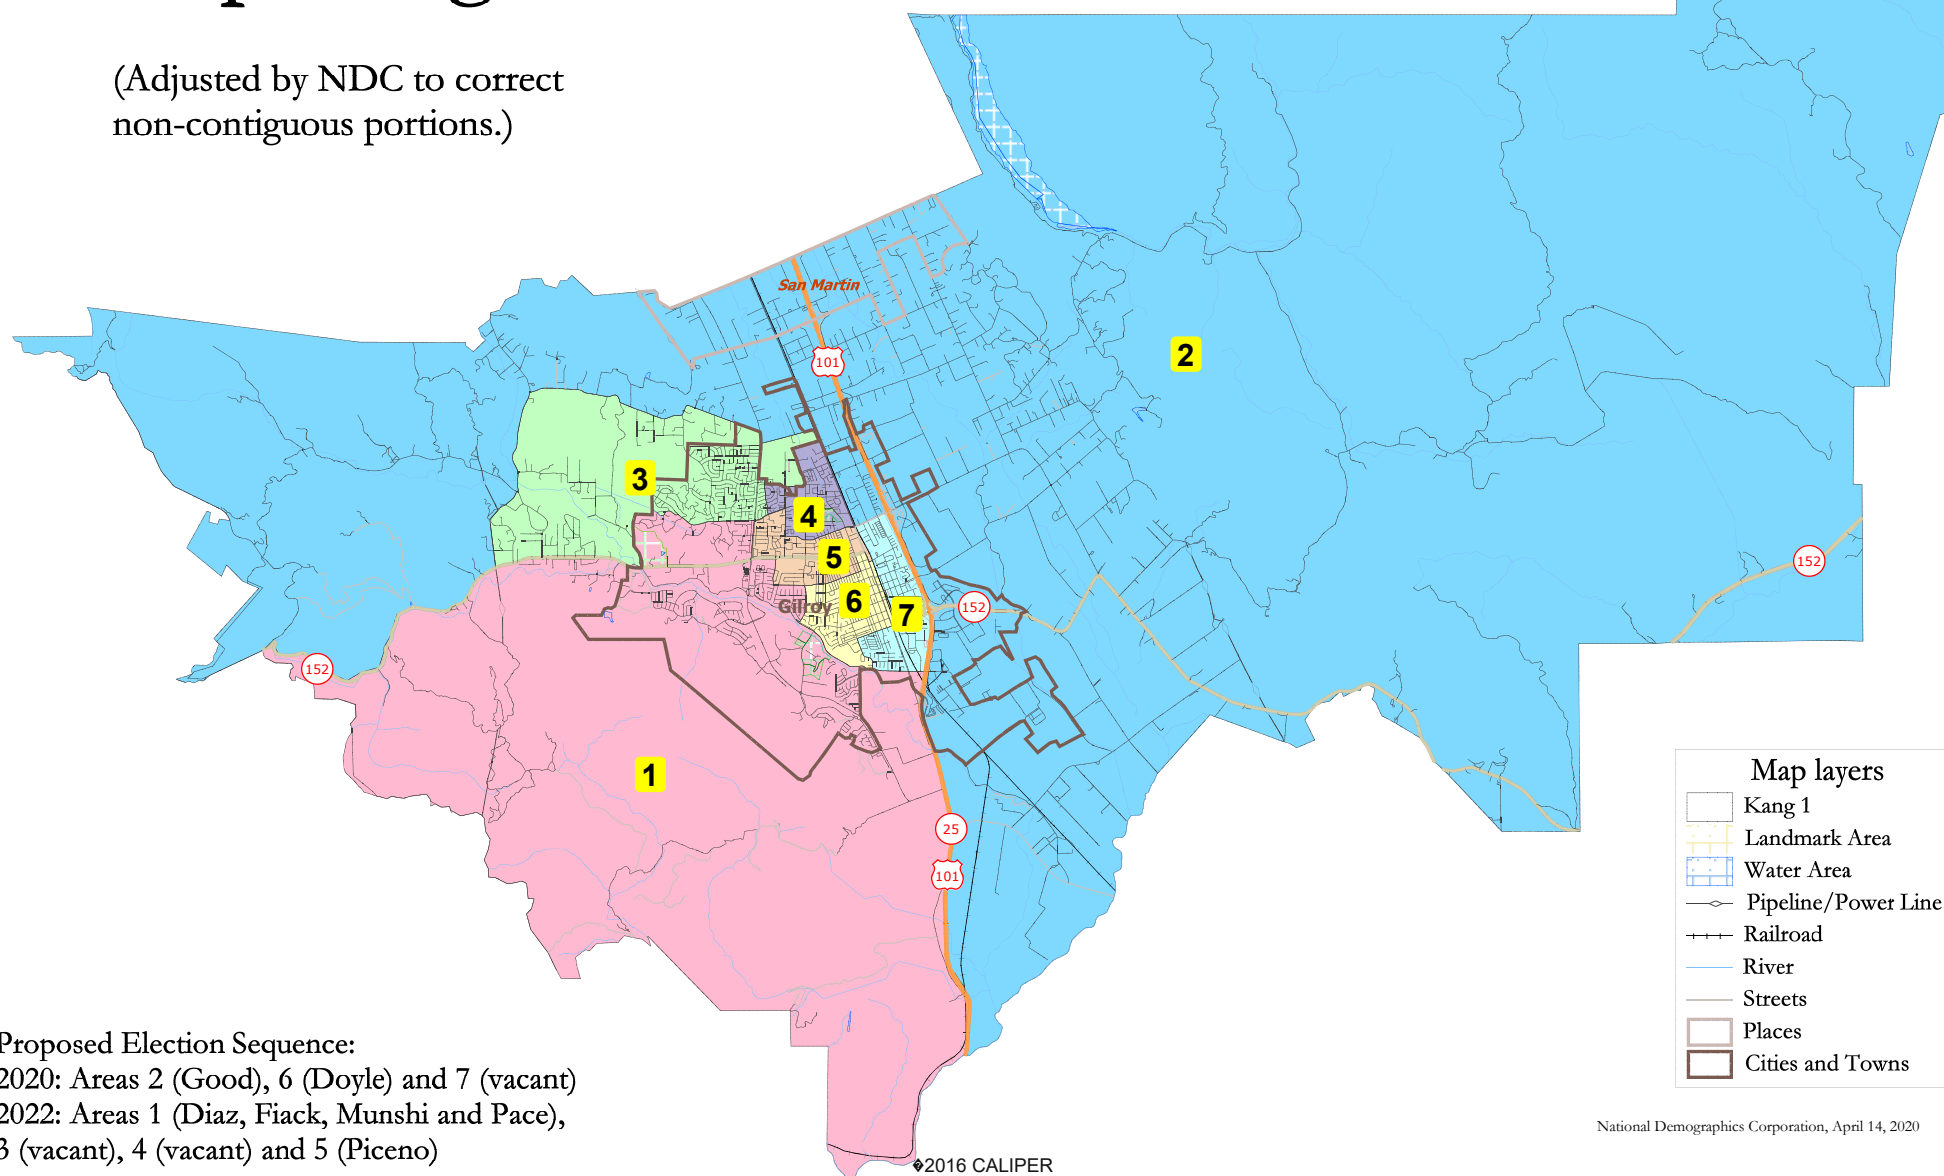 (Adjusted by NDC to correct
non-contiguous portions.)
San Martin
101
2
3
4
5
152
6
7
152
Gilroy
152
1
25
101
Map layers
Kang 1
Landmark Area
Water Area
Pipeline/Power Line
Railroad
River
Streets
Places
Cities and Towns
Proposed Election Sequence:
2020: Areas 2 (Good), 6 (Doyle) and 7 (vacant)
2022: Areas 1 (Diaz, Fiack, Munshi and Pace),
3 (vacant), 4 (vacant) and 5 (Piceno)
National Demographics Corporation, April 14, 2020
�2016 CALIPER